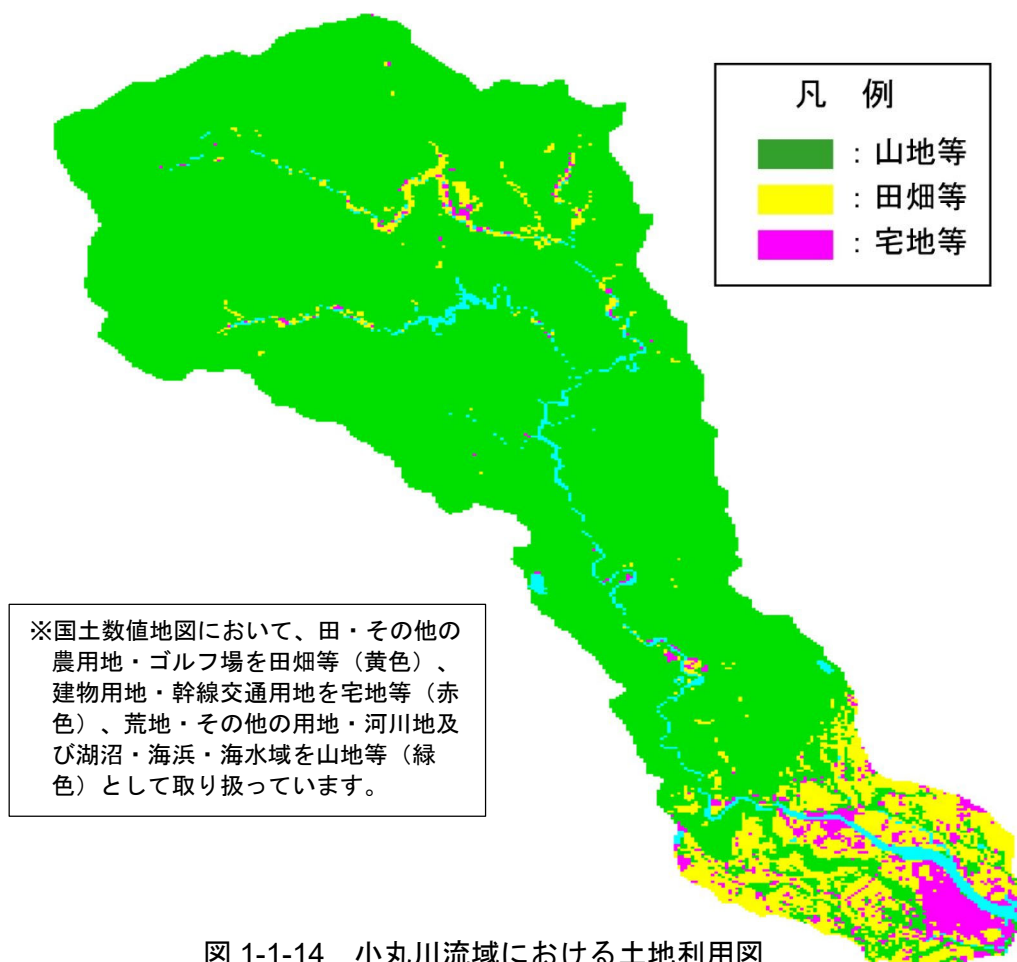 凡 例
：山地等
：田畑等
：宅地等
※国土数値地図において、田・その他の
農用地・ゴルフ場を田畑等（黄色）、
建物用地・幹線交通用地を宅地等（赤
色）、荒地・その他の用地・河川地及
び湖沼・海浜・海水域を山地等（緑
色）として取り扱っています。
図 1-1-14 小丸川流域における土地利用図